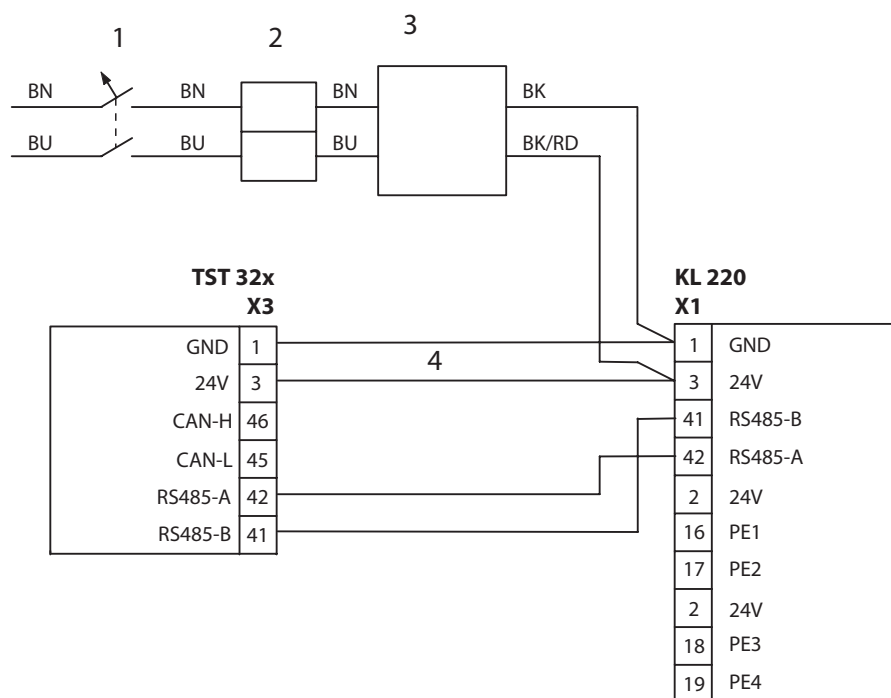 1 2 3
BN BN BN BK
BU BU BU BK/RD
TST 32x KL 220
X3 X1
GND 1 1 GND
4
24V 3 3 24V
CAN-H 46 41 RS485-B
CAN-L 45 42 RS485-A
RS485-A 42 2 24V
RS485-B 41 16 PE1
17 PE2
2 24V
18 PE3
19 PE4